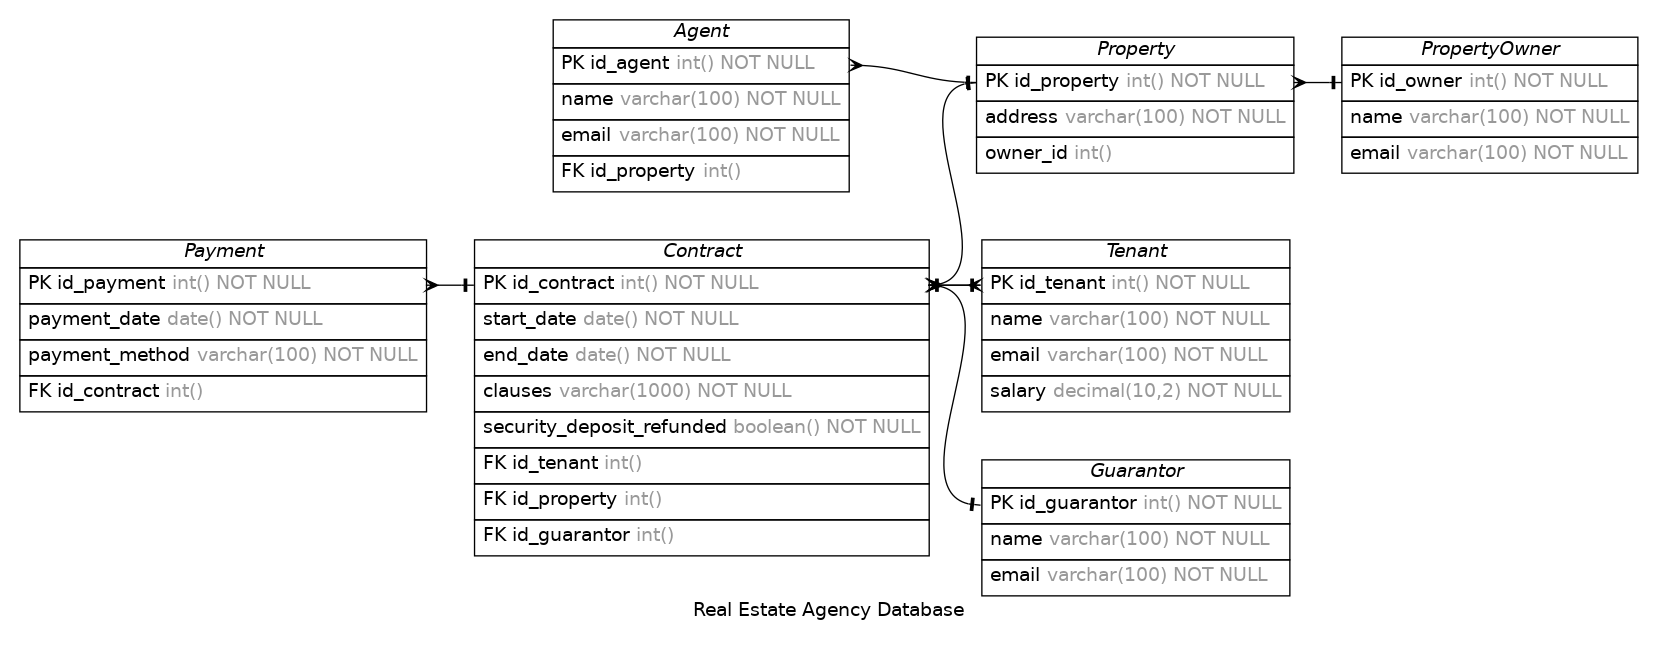 Agent
PK id_agent int() NOT NULL
name varchar(100) NOT NULL
email varchar(100) NOT NULL
FK id_property int()
Property
PK id_property int() NOT NULL
address varchar(100) NOT NULL
owner_id int()
PropertyOwner
PK id_owner int() NOT NULL
name varchar(100) NOT NULL
email varchar(100) NOT NULL
Payment
PK id_payment int() NOT NULL
payment_date date() NOT NULL
payment_method varchar(100) NOT NULL
FK id_contract int()
Contract
PK id_contract int() NOT NULL
start_date date() NOT NULL
end_date date() NOT NULL
clauses varchar(1000) NOT NULL
security_deposit_refunded boolean() NOT NULL
FK id_tenant int()
FK id_property int()
FK id_guarantor int()
Tenant
PK id_tenant int() NOT NULL
name varchar(100) NOT NULL
email varchar(100) NOT NULL
salary decimal(10,2) NOT NULL
Guarantor
PK id_guarantor int() NOT NULL
name varchar(100) NOT NULL
email varchar(100) NOT NULL
Real Estate Agency Database